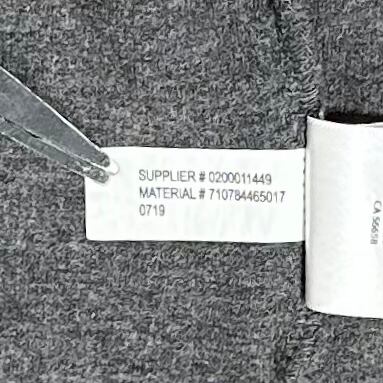 SUPPLIER # 0200011449
MATERIAL # 710784465017
0719
CA 56658